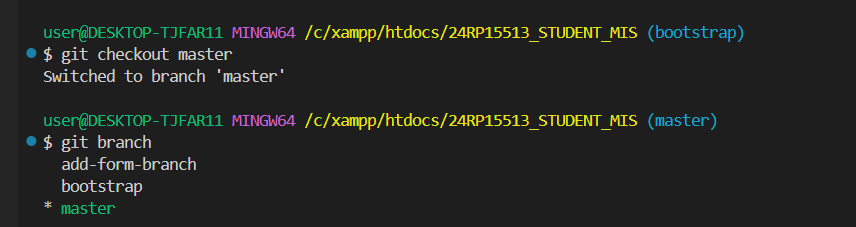 user@DESKTOP-TJFAR11 MINGW64 /c/xampp/htdocs/24RP15513_STUDENT_MIS (bootstrap)
$ git checkout master
Switched to branch 'master'
user@DESKTOP-TJFAR11 MINGW64 /c/xampp/htdocs/24RP15513_STUDENT_MIS (master)
$ git branch
  add-form-branch
  bootstrap
* master